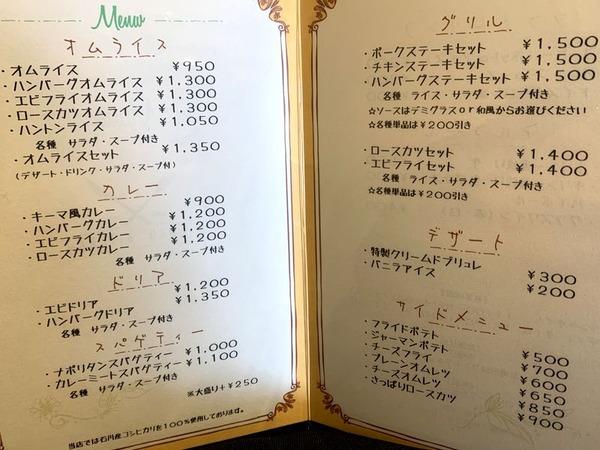 Menu
オムライス
・オムライス ¥950
・ハンバーグオムライス ¥1,300
・エビフライオムライス ¥1,300
・ロースカツオムライス ¥1,300
・ハントンライス ¥1,050
各種 サラダ・スープ付き
・オムライスセット ¥1,350
(デザート・ドリンク・サラダ・スープ付)
カレー
・キーマ風カレー ¥900
・ハンバーグカレー ¥1,200
・エビフライカレー ¥1,200
・ロースカツカレー ¥1,200
各種 サラダ・スープ付き
ドリア
・エビドリア ¥1,200
・ハンバーグドリア ¥1,350
各種 サラダ・スープ付き
スパゲティー
・ナポリタンスパゲティー ¥1,000
・カレーミートスパゲティー ¥1,100
各種 サラダ・スープ付き
※大盛り+¥250
当店では石川産コシヒカリを100%使用しております。
グリル
・ポークステーキセット ¥1,500
・チキンステーキセット ¥1,500
・ハンバーグステーキセット ¥1,500
各種 ライス・サラダ・スープ付き
☆ソースはデミグラスor和風からお選びください
☆各種単品は¥200引き
・ロースカツセット ¥1,400
・エビフライセット ¥1,400
各種 ライス・サラダ・スープ付き
☆各種単品は¥200引き
デザート
・特製クリームドブリュレ ¥300
・バニラアイス ¥200
サイドメニュー
・フライドポテト ¥500
・ジャーマンポテト ¥700
・チーズフライ ¥600
・プレーンオムレツ ¥650
・チーズオムレツ ¥850
・さっぱりロースカツ ¥900